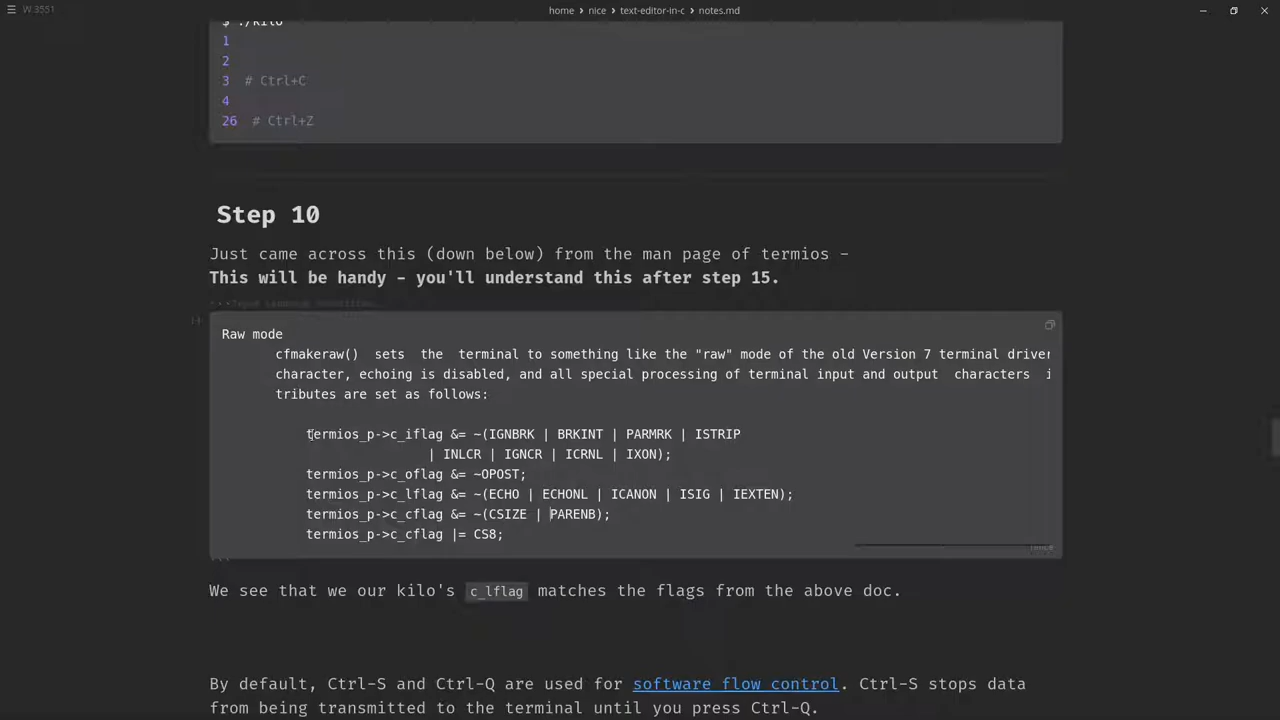 W 3551
home › nice › text-editor-in-c › notes.md
$ ./kilo
1
2
3 # Ctrl+C
4
26 # Ctrl+Z
Step 10
Just came across this (down below) from the man page of termios -
This will be handy - you'll understand this after step 15.
Raw mode
cfmakeraw() sets the terminal to something like the "raw" mode of the old Version 7 terminal driver
character, echoing is disabled, and all special processing of terminal input and output characters i
tributes are set as follows:
termios_p->c_iflag &= ~(IGNBRK | BRKINT | PARMRK | ISTRIP
| INLCR | IGNCR | ICRNL | IXON);
termios_p->c_oflag &= ~OPOST;
termios_p->c_lflag &= ~(ECHO | ECHONL | ICANON | ISIG | IEXTEN);
termios_p->c_cflag &= ~(CSIZE | PARENB);
termios_p->c_cflag |= CS8;
We see that we our kilo's c_lflag matches the flags from the above doc.
By default, Ctrl-S and Ctrl-Q are used for software flow control. Ctrl-S stops data
from being transmitted to the terminal until you press Ctrl-Q.